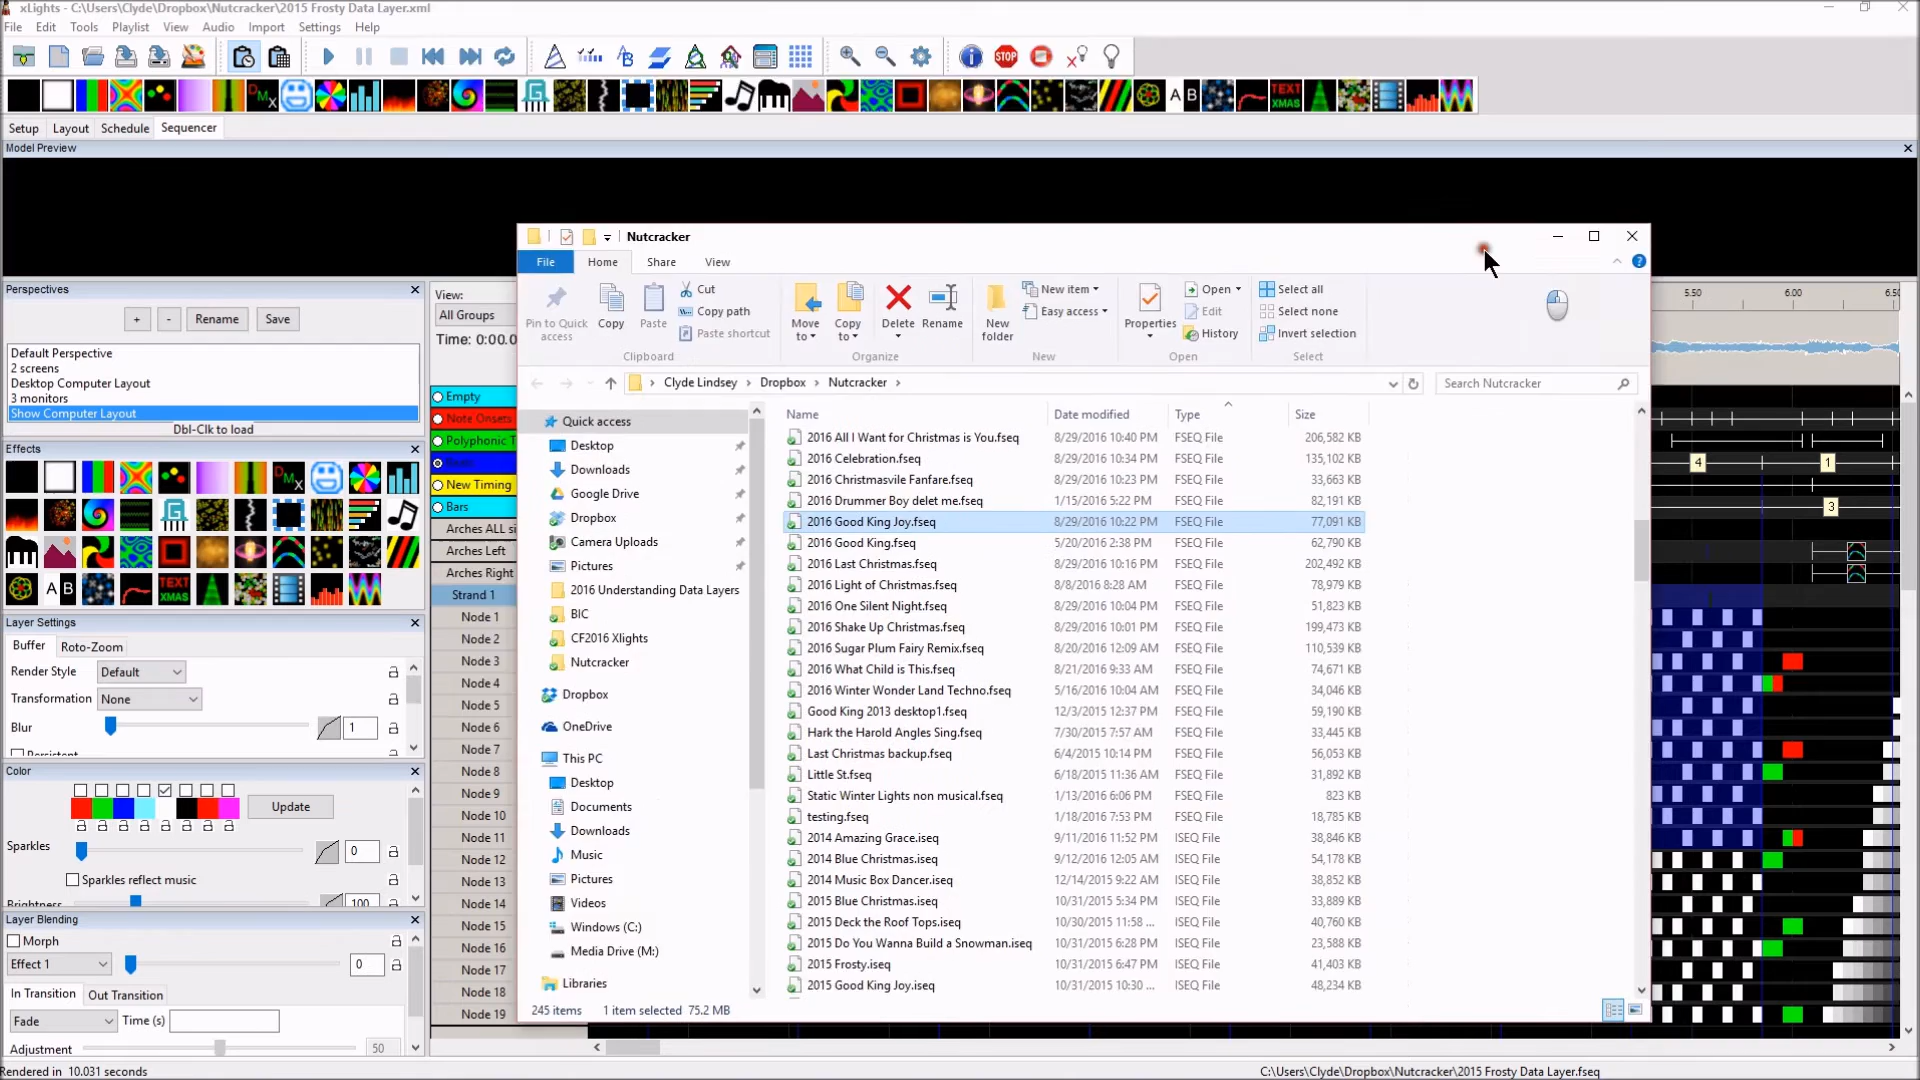 xLights - C:\Users\Clyde\Dropbox\Nutcracker\2015 Frosty Data Layer.xml
File Edit Tools Playlist View Audio Import Settings Help
Setup Layout Schedule Sequencer
Model Preview
Perspectives
+ - Rename Save
Default Perspective
2 screens
Desktop Computer Layout
3 monitors
Show Computer Layout
Dbl-Clk to load
Effects
Layer Settings
Buffer Roto-Zoom
Render Style Default
Transformation None
Blur 1
Persistent
Color
Update
Sparkles 0
Sparkles reflect music
Brightness 100
Layer Blending
Morph
Effect 1 0
In Transition Out Transition
Fade Time (s)
Adjustment 50
Rendered in 10.031 seconds
View:
All Groups
Time: 0:00.0
Empty
Note Onsets
Polyphonic T
New Timing
Bars
Arches ALL si
Arches Left
Arches Right
Strand 1
Node 1
Node 2
Node 3
Node 4
Node 5
Node 6
Node 7
Node 8
Node 9
Node 10
Node 11
Node 12
Node 13
Node 14
Node 15
Node 16
Node 17
Node 18
Node 19
Nutcracker
File Home Share View
Pin to Quick access
Copy
Paste
Cut
Copy path
Paste shortcut
Clipboard
Move to
Copy to
Delete
Rename
Organize
New folder
New item
Easy access
New
Properties
Open
Edit
History
Open
Select all
Select none
Invert selection
Select
Clyde Lindsey > Dropbox > Nutcracker >
Search Nutcracker
Quick access
Desktop
Downloads
Google Drive
Dropbox
Camera Uploads
Pictures
2016 Understanding Data Layers
BIC
CF2016 Xlights
Nutcracker
Dropbox
OneDrive
This PC
Desktop
Documents
Downloads
Music
Pictures
Videos
Windows (C:)
Media Drive (M:)
Libraries
Name Date modified Type Size
2016 All I Want for Christmas is You.fseq 8/29/2016 10:40 PM FSEQ File 206,582 KB
2016 Celebration.fseq 8/29/2016 10:34 PM FSEQ File 135,102 KB
2016 Christmasvile Fanfare.fseq 8/29/2016 10:23 PM FSEQ File 33,663 KB
2016 Drummer Boy delet me.fseq 1/15/2016 5:22 PM FSEQ File 82,191 KB
2016 Good King Joy.fseq 8/29/2016 10:22 PM FSEQ File 77,091 KB
2016 Good King.fseq 5/20/2016 2:38 PM FSEQ File 62,790 KB
2016 Last Christmas.fseq 8/29/2016 10:16 PM FSEQ File 202,492 KB
2016 Light of Christmas.fseq 8/8/2016 8:28 AM FSEQ File 78,979 KB
2016 One Silent Night.fseq 8/29/2016 10:04 PM FSEQ File 51,823 KB
2016 Shake Up Christmas.fseq 8/29/2016 10:01 PM FSEQ File 199,473 KB
2016 Sugar Plum Fairy Remix.fseq 8/20/2016 12:09 AM FSEQ File 110,539 KB
2016 What Child is This.fseq 8/21/2016 9:33 AM FSEQ File 74,671 KB
2016 Winter Wonder Land Techno.fseq 5/16/2016 10:04 AM FSEQ File 34,046 KB
Good King 2013 desktop1.fseq 12/3/2015 12:37 PM FSEQ File 59,190 KB
Hark the Harold Angles Sing.fseq 7/30/2015 7:57 AM FSEQ File 33,445 KB
Last Christmas backup.fseq 6/4/2015 10:14 PM FSEQ File 56,053 KB
Little St.fseq 6/18/2015 11:36 AM FSEQ File 31,892 KB
Static Winter Lights non musical.fseq 1/13/2016 6:06 PM FSEQ File 823 KB
testing.fseq 1/18/2016 7:53 PM FSEQ File 18,785 KB
2014 Amazing Grace.iseq 9/11/2016 11:52 PM ISEQ File 38,846 KB
2014 Blue Christmas.iseq 9/12/2016 12:05 AM ISEQ File 54,178 KB
2014 Music Box Dancer.iseq 12/14/2015 9:22 AM ISEQ File 38,852 KB
2015 Blue Christmas.iseq 10/31/2015 5:34 PM ISEQ File 33,889 KB
2015 Deck the Roof Tops.iseq 10/30/2015 11:58 ... ISEQ File 40,760 KB
2015 Do You Wanna Build a Snowman.iseq 10/31/2015 6:28 PM ISEQ File 23,588 KB
2015 Frosty.iseq 10/31/2015 6:47 PM ISEQ File 41,403 KB
2015 Good King Joy.iseq 10/31/2015 10:30 ... ISEQ File 48,234 KB
245 items 1 item selected 75.2 MB
5.50 6.00 6.50
4 1
3
C:\Users\Clyde\Dropbox\Nutcracker\2015 Frosty Data Layer.fseq